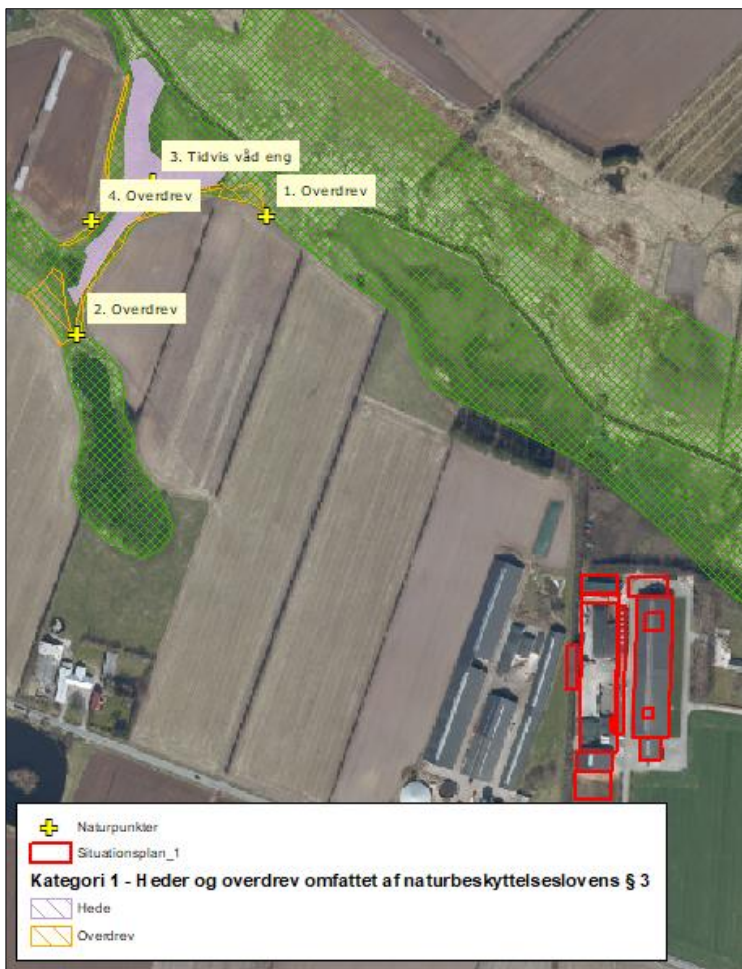 3. Tidvis våd eng
1. Overdrev
4. Overdrev
2. Overdrev
Naturpunkter
Situationsplan_1
Kategori 1 - Heder og overdrev omfattet af naturbeskyttelseslovens § 3
Hede
Overdrev